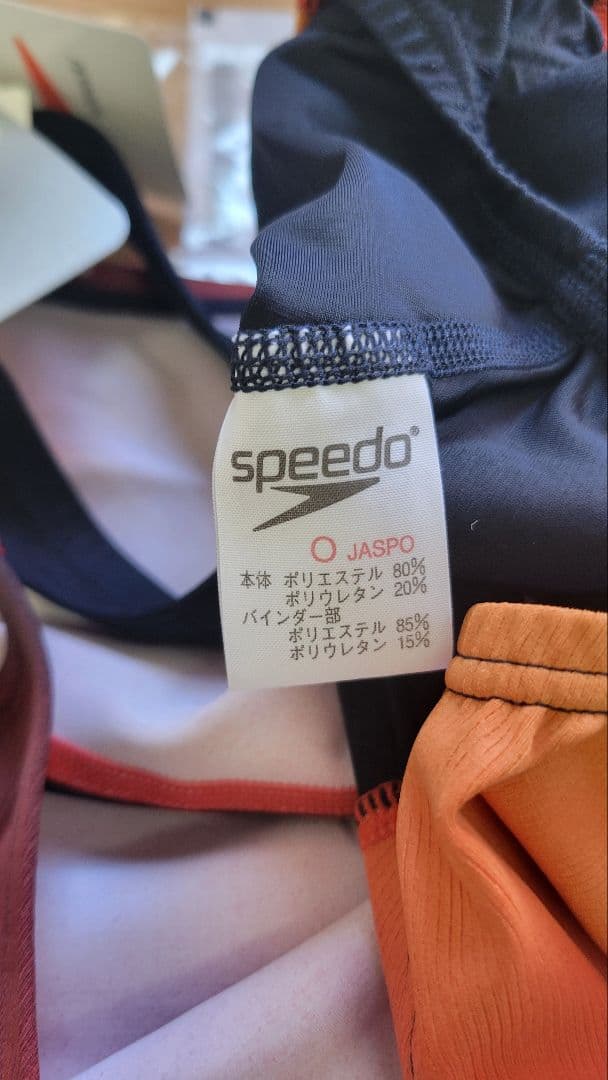 speedo®
O JASPO
本体 ポリエステル 80%
ポリウレタン 20%
バインダー部
ポリエステル 85%
ポリウレタン 15%